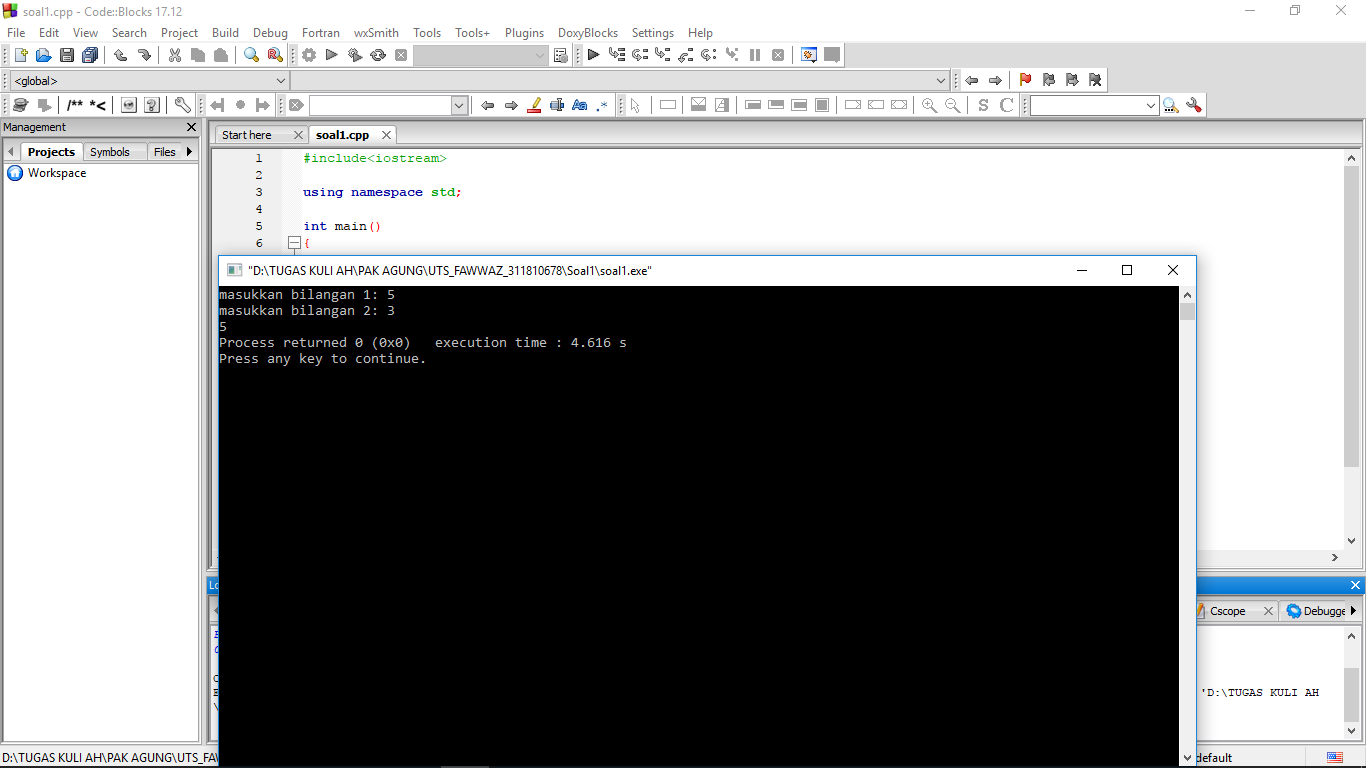 soal1.cpp - Code::Blocks 17.12
File Edit View Search Project Build Debug Fortran wxSmith Tools Tools+ Plugins DoxyBlocks Settings Help
<global>
/** *<
Aa .*
S C
Management
Projects Symbols Files
Workspace
Start here soal1.cpp
1 #include<iostream>
2
3 using namespace std;
4
5 int main()
6 {
"D:\TUGAS KULI AH\PAK AGUNG\UTS_FAWWAZ_311810678\Soal1\soal1.exe"
masukkan bilangan 1: 5
masukkan bilangan 2: 3
5
Process returned 0 (0x0)   execution time : 4.616 s
Press any key to continue.
Cscope Debugge
'D:\TUGAS KULI AH
D:\TUGAS KULI AH\PAK AGUNG\UTS_FAW
default